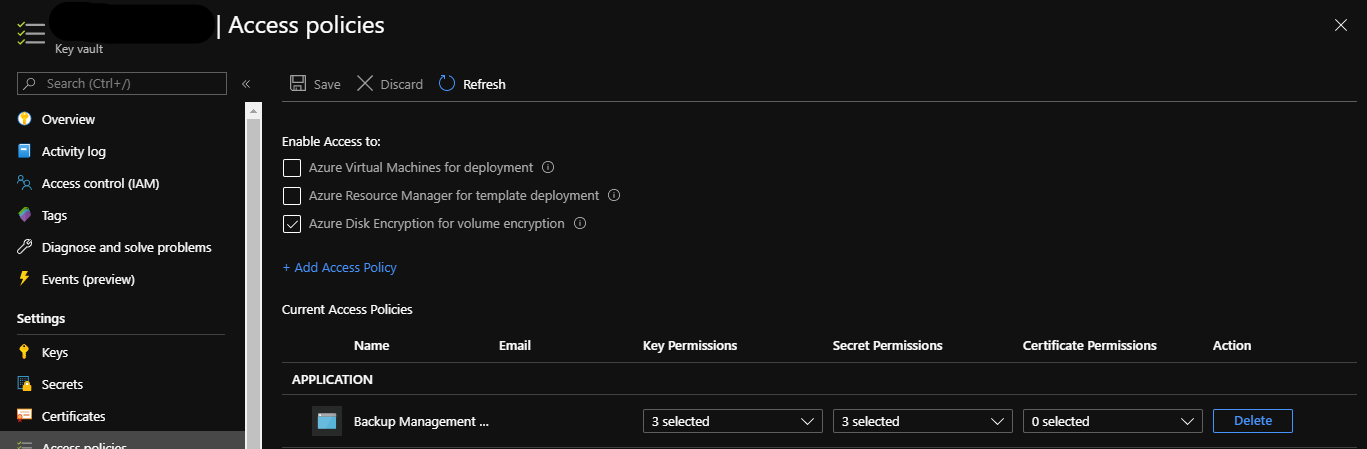 | Access policies
Key vault
Search (Ctrl+/)
«
Overview
Activity log
Access control (IAM)
Tags
Diagnose and solve problems
Events (preview)
Settings
Keys
Secrets
Certificates
Access policies
Save Discard Refresh
Enable Access to:
Azure Virtual Machines for deployment
Azure Resource Manager for template deployment
Azure Disk Encryption for volume encryption
+ Add Access Policy
Current Access Policies
Name Email Key Permissions Secret Permissions Certificate Permissions Action
APPLICATION
Backup Management ... 3 selected 3 selected 0 selected Delete